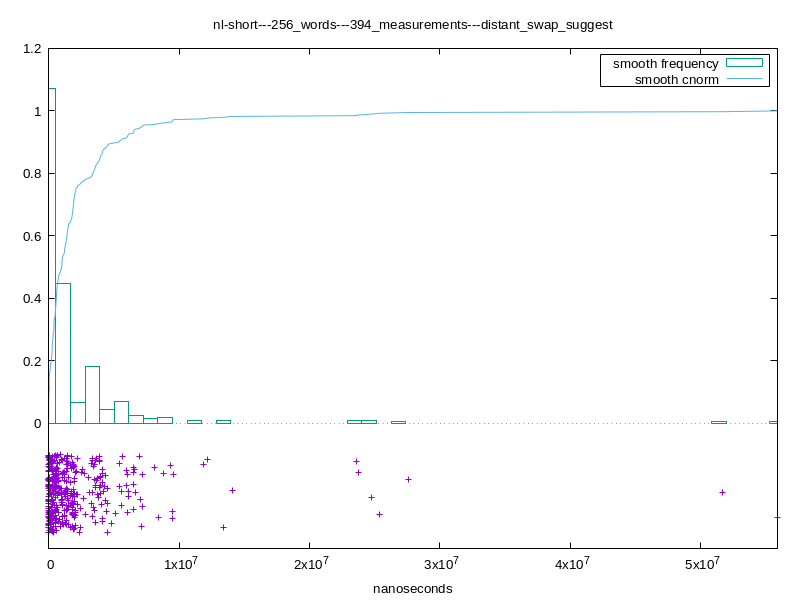 nl-short---256_words---394_measurements---distant_swap_suggest
1.2
smooth frequency
smooth cnorm
1
0.8
0.6
0.4
0.2
0
0 1x10^7 2x10^7 3x10^7 4x10^7 5x10^7
nanoseconds